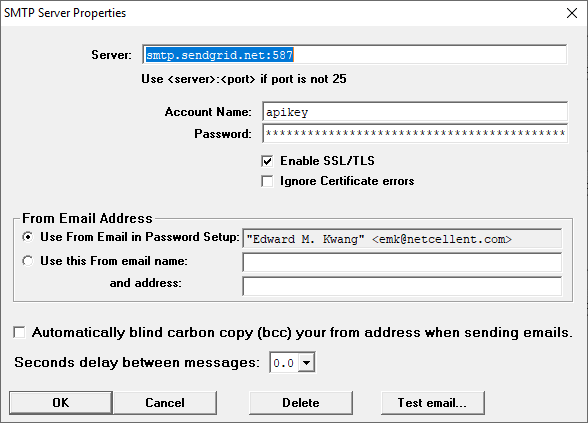 SMTP Server Properties
Server: smtp.sendgrid.net:587
Use <server>:<port> if port is not 25
Account Name: apikey
Password: *******************************************
Enable SSL/TLS
Ignore Certificate errors
From Email Address
Use From Email in Password Setup: "Edward M. Kwang" <emk@netcellent.com>
Use this From email name:
and address:
Automatically blind carbon copy (bcc) your from address when sending emails.
Seconds delay between messages: 0.0
OK Cancel Delete Test email...